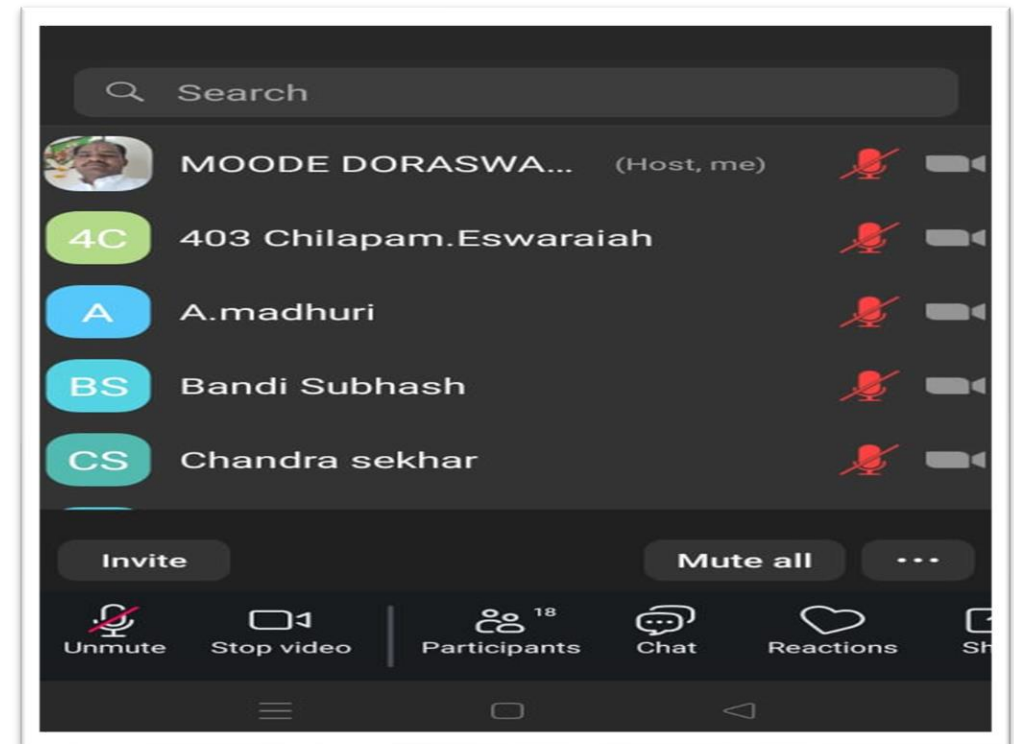 Search
MOODE DORASWA... (Host, me)
4C 403 Chilapam.Eswaraiah
A A.madhuri
BS Bandi Subhash
CS Chandra sekhar
Invite Mute all ...
18
Unmute Stop video Participants Chat Reactions Sh